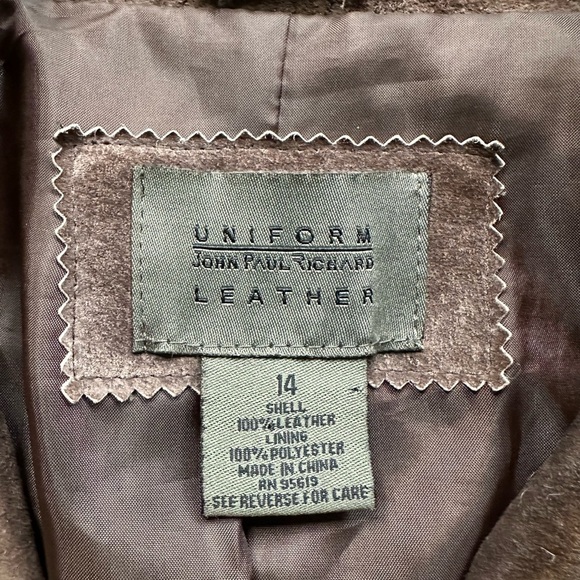 UNIFORM
JOHN PAUL RICHARD
LEATHER
14
SHELL
100% LEATHER
LINING
100% POLYESTER
MADE IN CHINA
RN 95619
SEE REVERSE FOR CARE